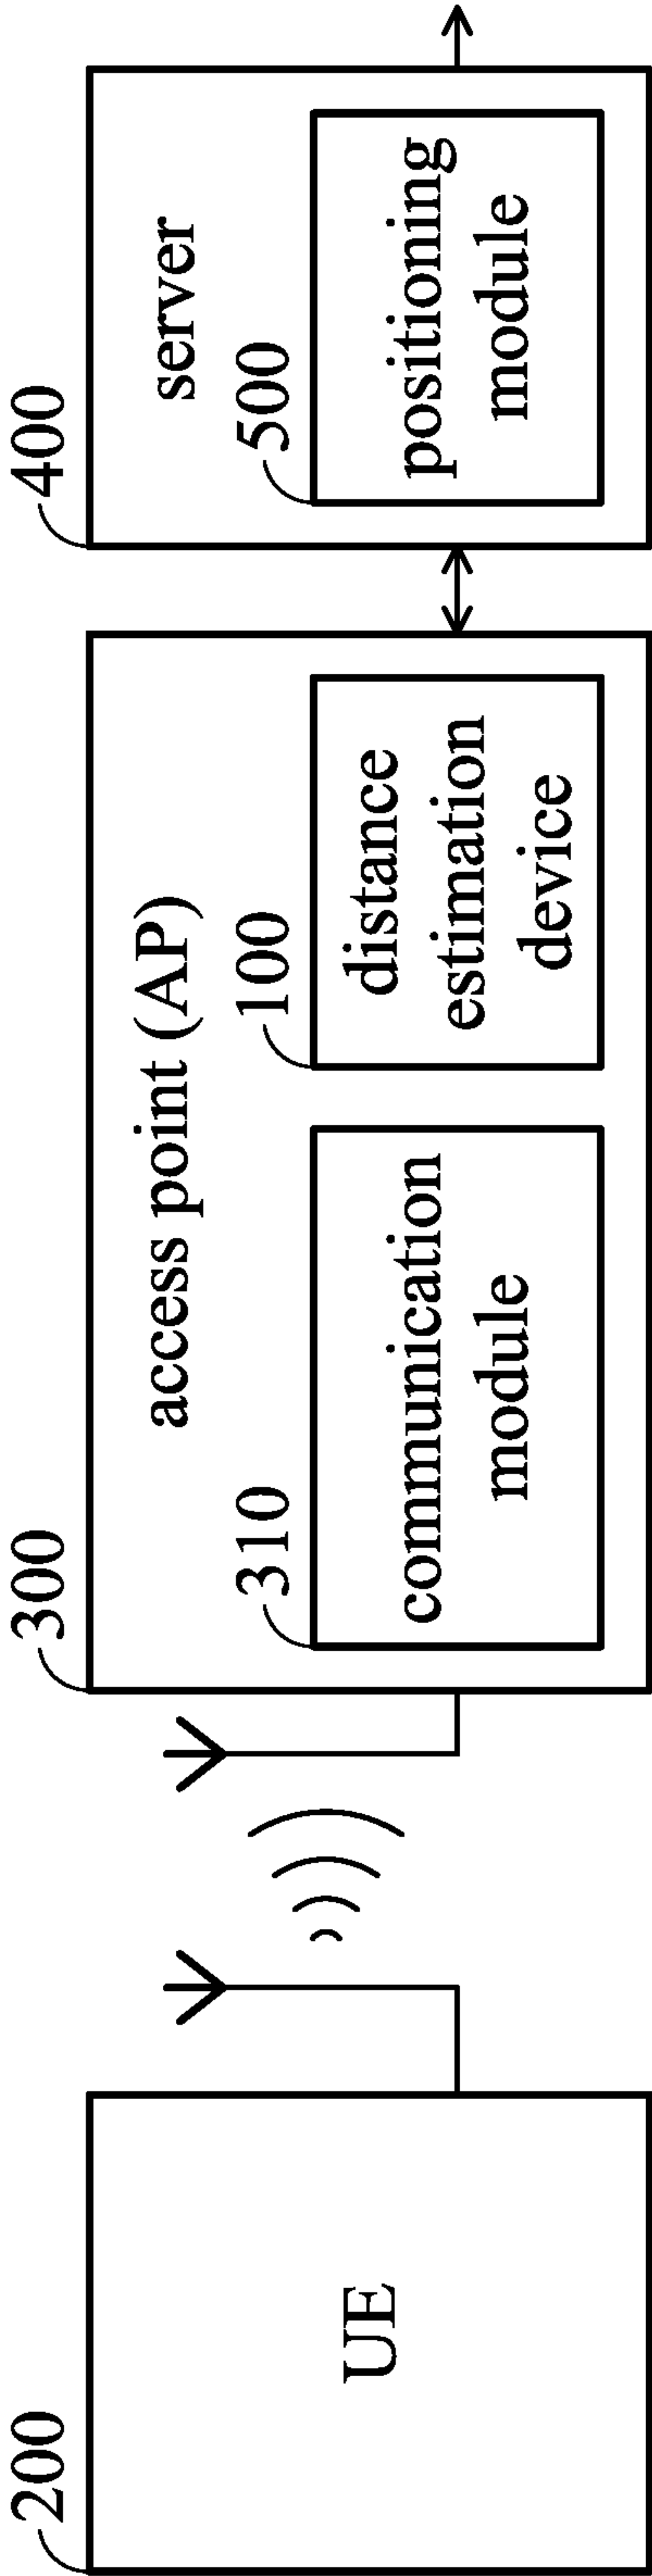 200
UE
300
access point (AP)
310
communication
module
100
distance
estimation
device
400
server
500
positioning
module